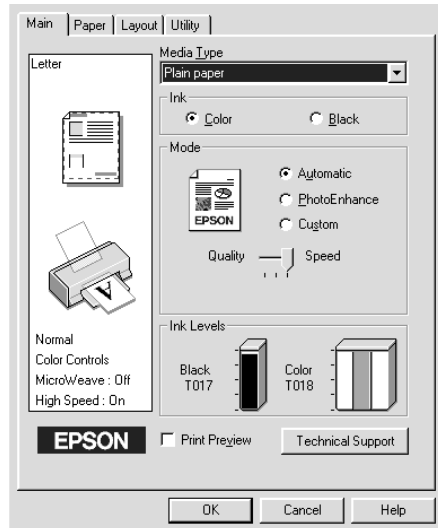 Main Paper Layout Utility
Letter
Media Type
Plain paper
Ink
Color Black
Mode
EPSON
Automatic
PhotoEnhance
Custom
Quality Speed
A
Normal
Color Controls
MicroWeave : Off
High Speed : On
Ink Levels
Black
T017
Color
T018
EPSON
Print Preview Technical Support
OK Cancel Help